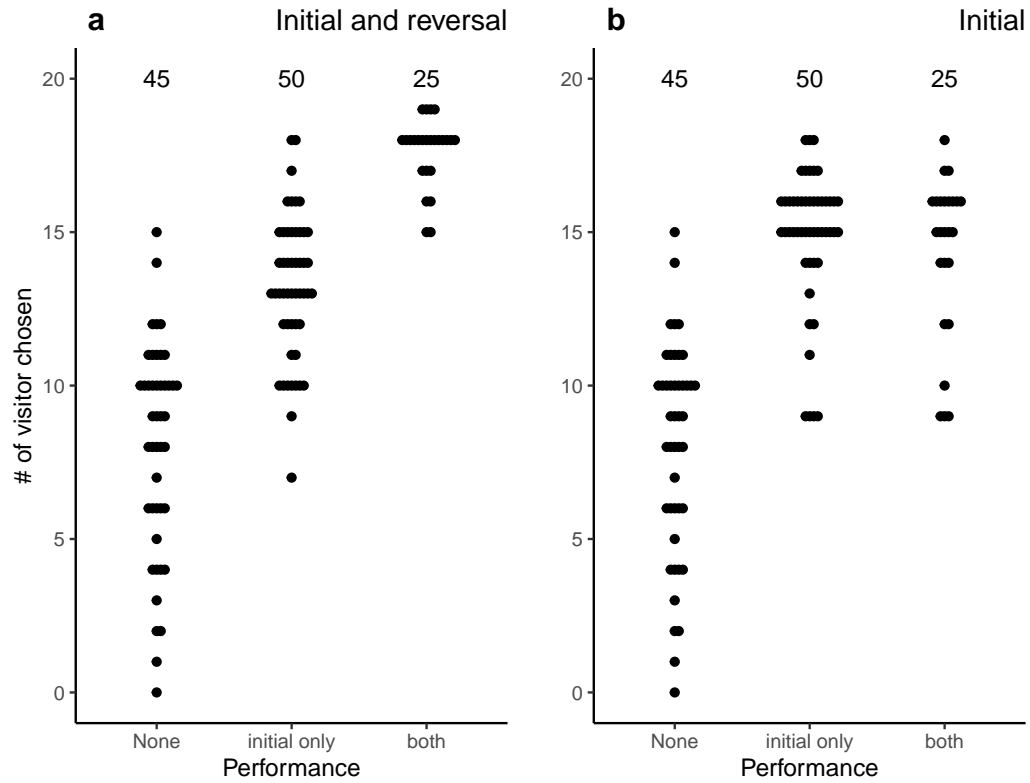 a
Initial and reversal
# of visitor chosen
20
15
10
5
0
45
50
25
None
initial only
both
Performance
b
Initial
20
15
10
5
0
45
50
25
None
initial only
both
Performance